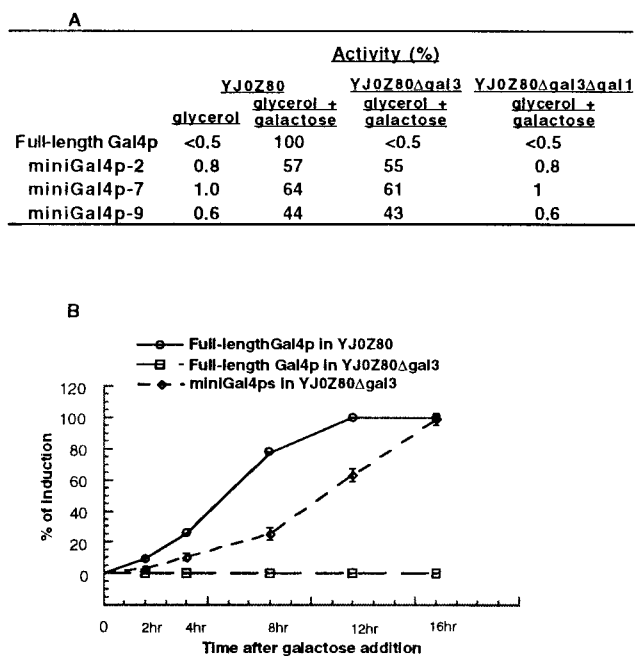 A
Activity (%)
YJ0Z80 YJ0Z80Δgal3 YJ0Z80Δgal3Δgal1
glycerol glycerol + galactose glycerol + galactose glycerol + galactose
Full-length Gal4p <0.5 100 <0.5 <0.5
miniGal4p-2 0.8 57 55 0.8
miniGal4p-7 1.0 64 61 1
miniGal4p-9 0.6 44 43 0.6
B
Full-lengthGal4p in YJ0Z80
Full-length Gal4p in YJ0Z80Δgal3
miniGal4ps in YJ0Z80Δgal3
120
100
80
60
40
20
0
% of induction
0 2hr 4hr 8hr 12hr 16hr
Time after galactose addition